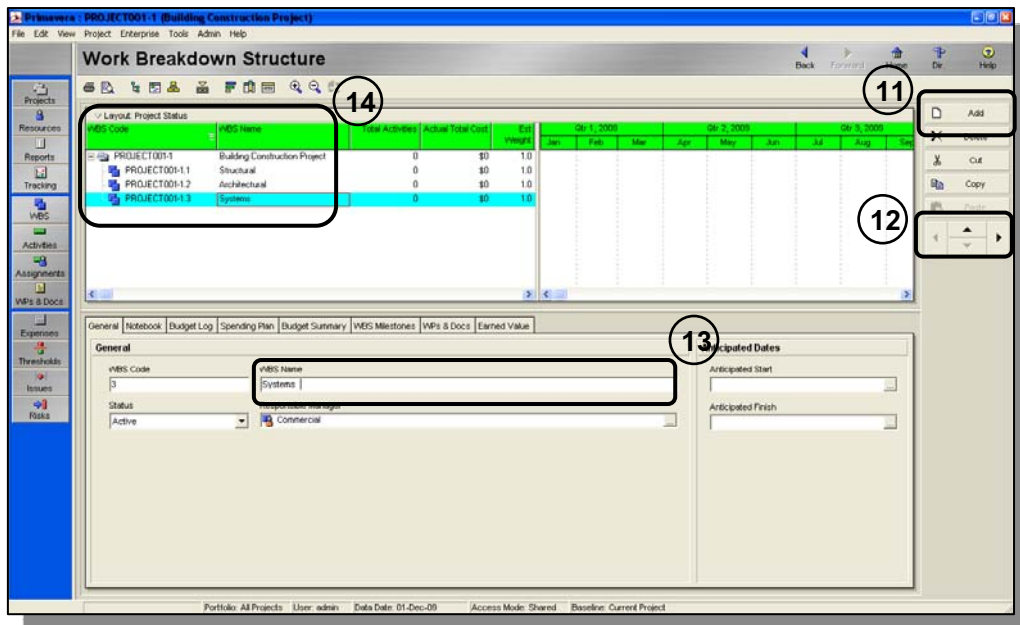 Primavera : PROJECT001-1 (Building Construction Project)
File Edit View Project Enterprise Tools Admin Help
Work Breakdown Structure
Back Forward Home Dir. Help
14
11
Projects
Resources
Reports
Tracking
WBS
Activities
Assignments
WPs & Docs
Expenses
Thresholds
Issues
Risks
Layout: Project Status
WBS Code WBS Name Total Activities Actual Total Cost Est Weight
Qtr 1, 2009 Qtr 2, 2009 Qtr 3, 2009
Jan Feb Mar Apr May Jun Jul Aug Sep
PROJECT001-1 Building Construction Project 0 $0 1.0
PROJECT001-1.1 Structural 0 $0 1.0
PROJECT001-1.2 Architectural 0 $0 1.0
PROJECT001-1.3 Systems 0 $0 1.0
Add
Delete
Cut
Copy
Paste
12
General Notebook Budget Log Spending Plan Budget Summary WBS Milestones WPs & Docs Earned Value
13
General
Anticipated Dates
WBS Code WBS Name Anticipated Start
3 Systems
Status Responsible Manager Anticipated Finish
Active Commercial
Portfolio: All Projects User: admin Data Date: 01-Dec-09 Access Mode: Shared Baseline: Current Project